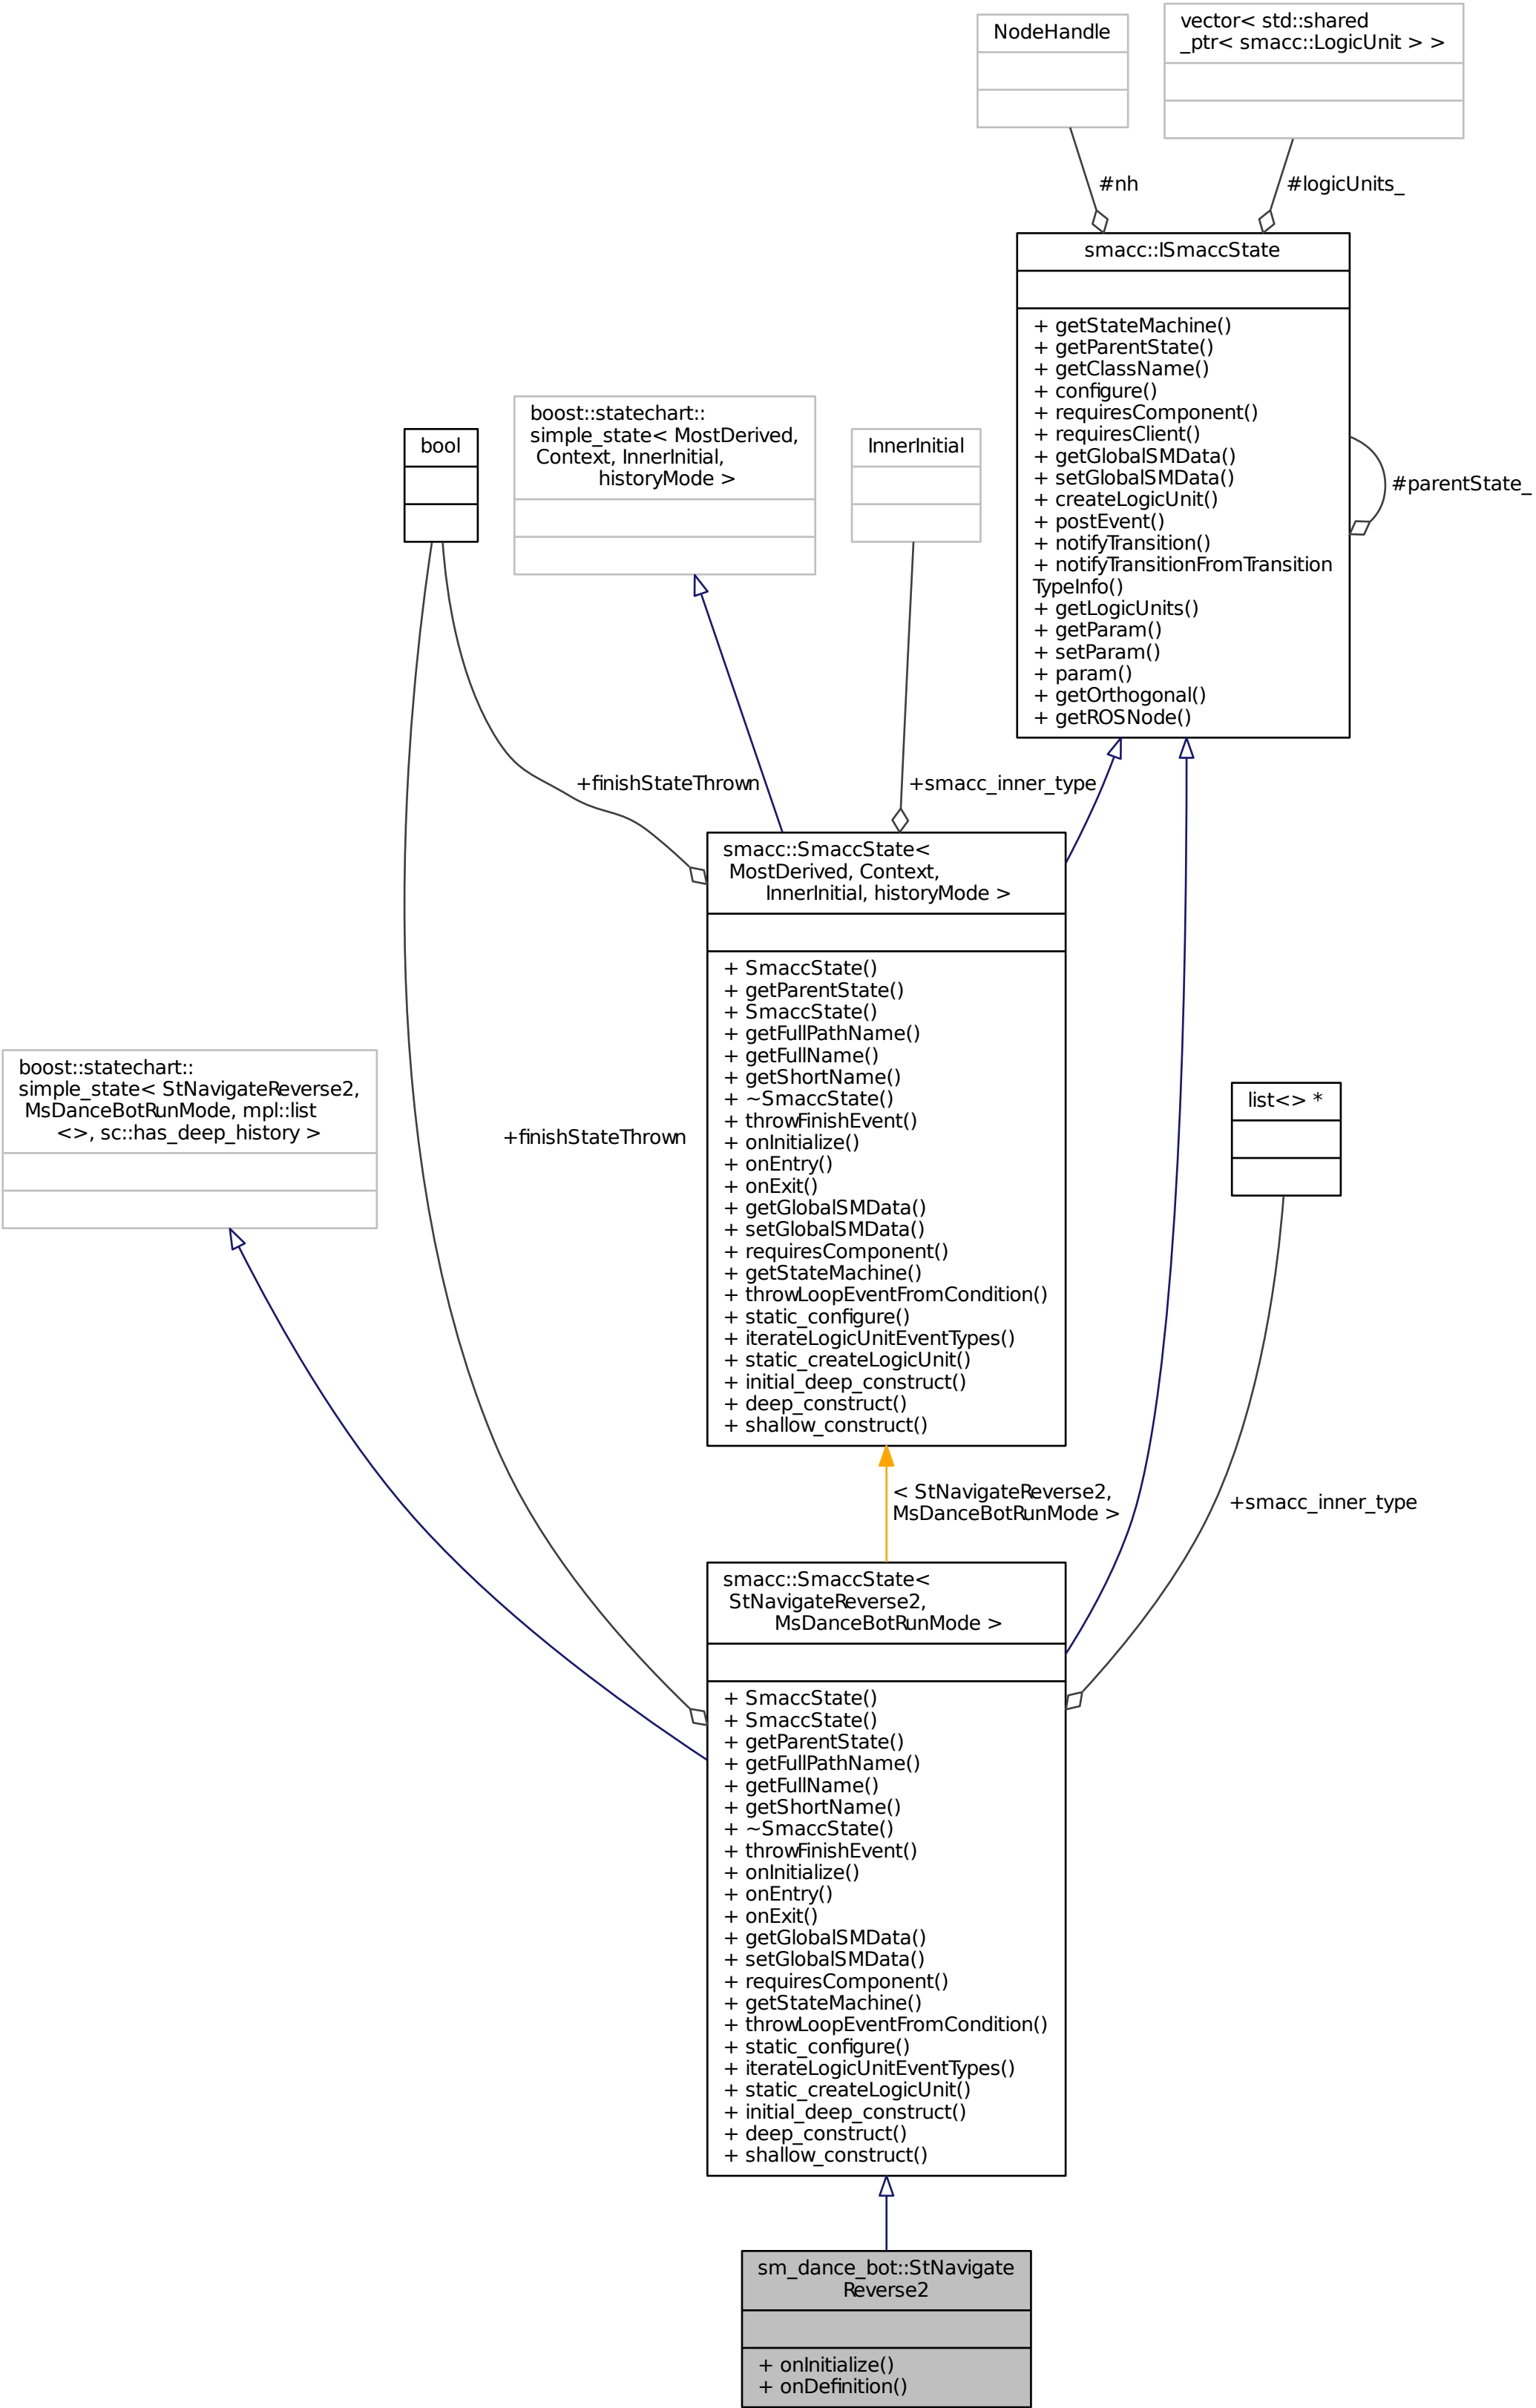 NodeHandle
vector< std::shared
_ptr< smacc::LogicUnit > >
#nh
#logicUnits_
smacc::ISmaccState
+ getStateMachine()
+ getParentState()
+ getClassName()
+ configure()
+ requiresComponent()
+ requiresClient()
+ getGlobalSMData()
+ setGlobalSMData()
+ createLogicUnit()
+ postEvent()
+ notifyTransition()
+ notifyTransitionFromTransition
TypeInfo()
+ getLogicUnits()
+ getParam()
+ setParam()
+ param()
+ getOrthogonal()
+ getROSNode()
#parentState_
bool
boost::statechart::
simple_state< MostDerived,
Context, InnerInitial,
historyMode >
InnerInitial
+finishStateThrown
+smacc_inner_type
smacc::SmaccState<
MostDerived, Context,
InnerInitial, historyMode >
+ SmaccState()
+ getParentState()
+ SmaccState()
+ getFullPathName()
+ getFullName()
+ getShortName()
+ ~SmaccState()
+ throwFinishEvent()
+ onInitialize()
+ onEntry()
+ onExit()
+ getGlobalSMData()
+ setGlobalSMData()
+ requiresComponent()
+ getStateMachine()
+ throwLoopEventFromCondition()
+ static_configure()
+ iterateLogicUnitEventTypes()
+ static_createLogicUnit()
+ initial_deep_construct()
+ deep_construct()
+ shallow_construct()
boost::statechart::
simple_state< StNavigateReverse2,
MsDanceBotRunMode, mpl::list
<>, sc::has_deep_history >
+finishStateThrown
list<> *
< StNavigateReverse2,
MsDanceBotRunMode >
+smacc_inner_type
smacc::SmaccState<
StNavigateReverse2,
MsDanceBotRunMode >
+ SmaccState()
+ SmaccState()
+ getParentState()
+ getFullPathName()
+ getFullName()
+ getShortName()
+ ~SmaccState()
+ throwFinishEvent()
+ onInitialize()
+ onEntry()
+ onExit()
+ getGlobalSMData()
+ setGlobalSMData()
+ requiresComponent()
+ getStateMachine()
+ throwLoopEventFromCondition()
+ static_configure()
+ iterateLogicUnitEventTypes()
+ static_createLogicUnit()
+ initial_deep_construct()
+ deep_construct()
+ shallow_construct()
sm_dance_bot::StNavigate
Reverse2
+ onInitialize()
+ onDefinition()